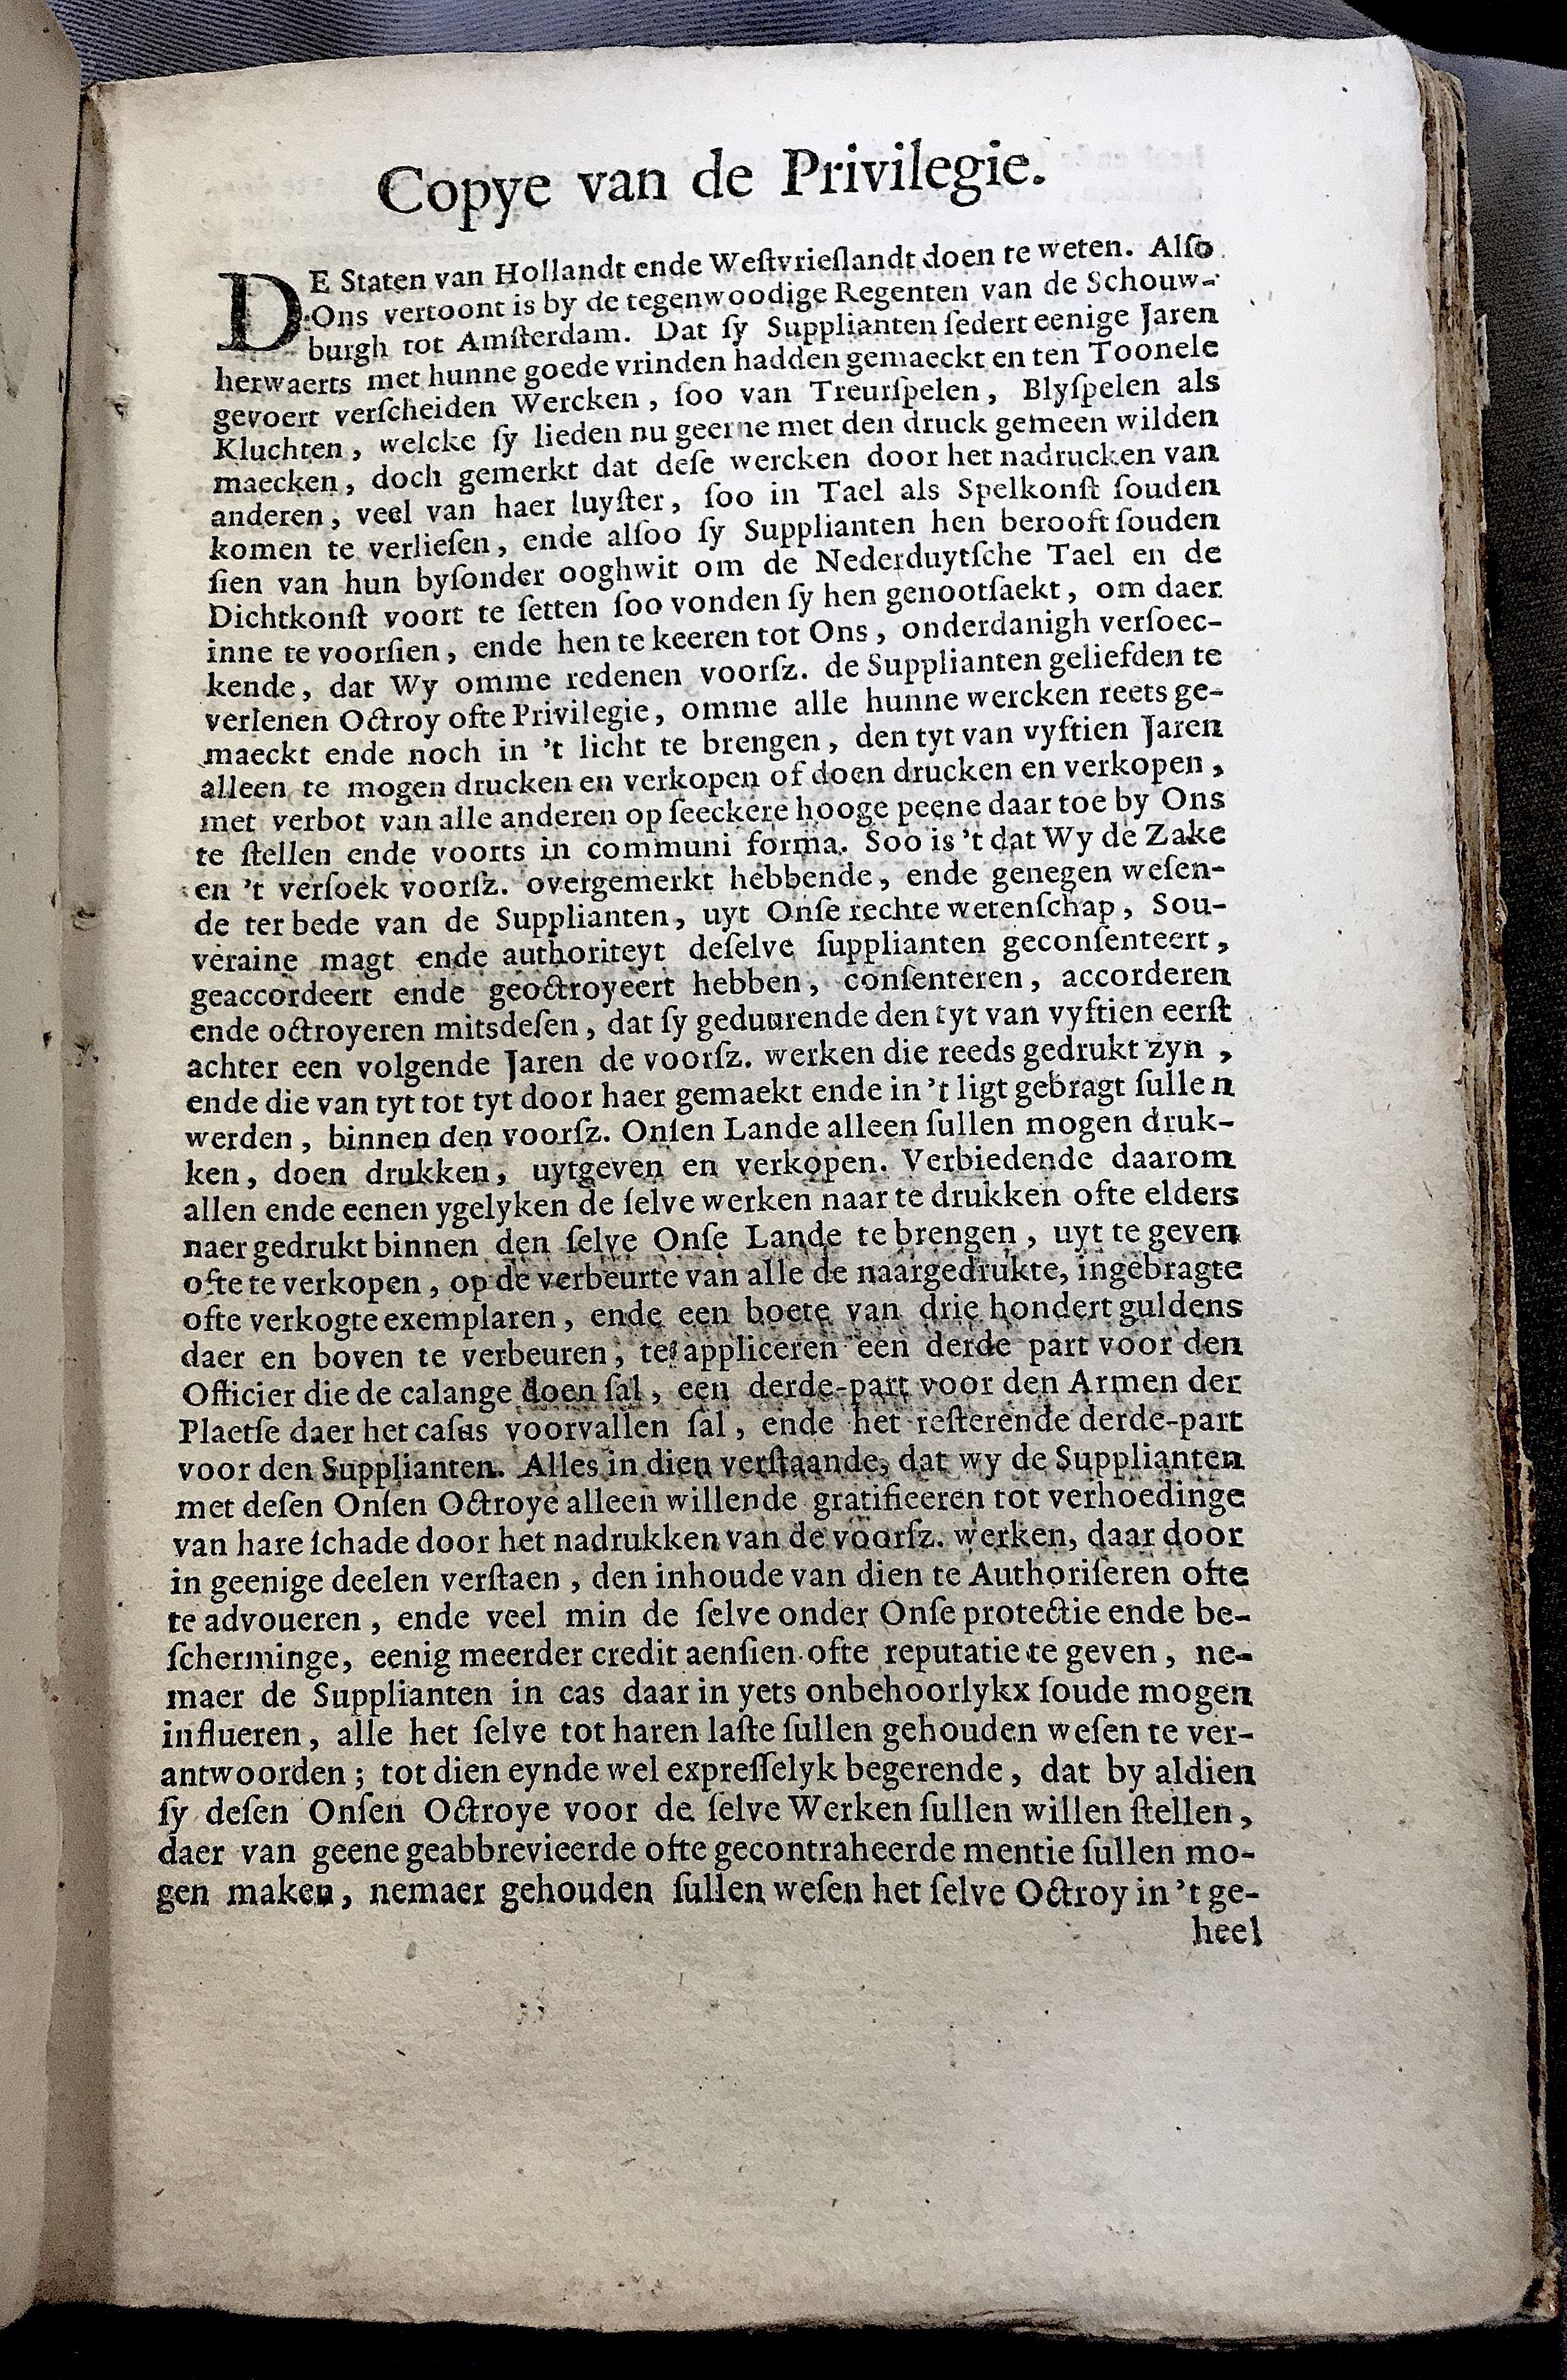 Copye van de Privilegie.
DE Staten van Hollandt ende Weſtvrieſlandt doen te weten. Alſo
Ons vertoont is by de tegenwoodige Regenten van de Schouw-
burgh tot Amſterdam. Dat ſy Supplianten ſedert eenige Jaren
herwaerts met hunne goede vrinden hadden gemaeckt en ten Toonele
gevoert verſcheiden Wercken, ſoo van Treurſpelen, Blyſpelen als
Kluchten, welcke ſy lieden nu geerne met den druck gemeen wilden
maecken, doch gemerkt dat deſe wercken door het nadrucken van
anderen, veel van haer luyſter, ſoo in Tael als Spelkonſt ſouden
komen te verlieſen, ende alſoo ſy Supplianten hen berooft ſouden
ſien van hun byſonder ooghwit om de Nederduytſche Tael en de
Dichtkonſt voort te ſetten ſoo vonden ſy hen genootſaekt, om daer
inne te voorſien, ende hen te keeren tot Ons, onderdanigh verſoec-
kende, dat Wy omme redenen voorſz. de Supplianten geliefden te
verlenen Octroy ofte Privilegie, omme alle hunne wercken reets ge-
maeckt ende noch in 't licht te brengen, den tyt van vyftien Jaren
alleen te mogen drucken en verkopen of doen drucken en verkopen,
met verbot van alle anderen op ſeeckere hooge peene daar toe by Ons
te ſtellen ende voorts in communi forma. Soo is 't dat Wy de Zake
en 't verſoek voorſz. overgemerkt hebbende, ende genegen weſen-
de ter bede van de Supplianten, uyt Onſe rechte wetenſchap, Sou-
veraine magt ende authoriteyt deſelve ſupplianten geconſenteert,
geaccordeert ende geoctroyeert hebben, conſenteren, accorderen
ende octroyeren mitsdeſen, dat ſy geduurende den tyt van vyftien eerſt
achter een volgende Jaren de voorſz. werken die reeds gedrukt zyn,
ende die van tyt tot tyt door haer gemaekt ende in 't ligt gebragt ſullen
werden, binnen den voorſz. Onſen Lande alleen ſullen mogen druk-
ken, doen drukken, uytgeven en verkopen. Verbiedende daarom
allen ende eenen ygelyken de ſelve werken naar te drukken ofte elders
naer gedrukt binnen den ſelve Onſe Lande te brengen, uyt te geven
ofte te verkopen, op de verbeurte van alle de naargedrukte, ingebragte
ofte verkogte exemplaren, ende een boete van drie hondert guldens
daer en boven te verbeuren, te appliceren een derde part voor den
Officier die de calange doen ſal, een derde-part voor den Armen der
Plaetſe daer het caſus voorvallen ſal, ende het reſterende derde-part
voor den Supplianten. Alles in dien verſtaande, dat wy de Supplianten
met deſen Onſen Octroye alleen willende gratifieeren tot verhoedinge
van hare ſchade door het nadrukken van de voorſz. werken, daar door
in geenige deelen verſtaen, den inhoude van dien te Authoriſeren ofte
te advoueren, ende veel min de ſelve onder Onſe protectie ende be-
ſcherminge, eenig meerder credit aenſien ofte reputatie te geven, ne-
maer de Supplianten in cas daar in yets onbehoorlykx ſoude mogen
influeren, alle het ſelve tot haren laſte ſullen gehouden weſen te ver-
antwoorden; tot dien eynde wel expreſſelyk begerende, dat by aldien
ſy deſen Onſen Octroye voor de ſelve Werken ſullen willen ſtellen,
daer van geene geabbrevieerde ofte gecontraheerde mentie ſullen mo-
gen maken, nemaer gehouden ſullen weſen het ſelve Octroy in 't ge-
heel